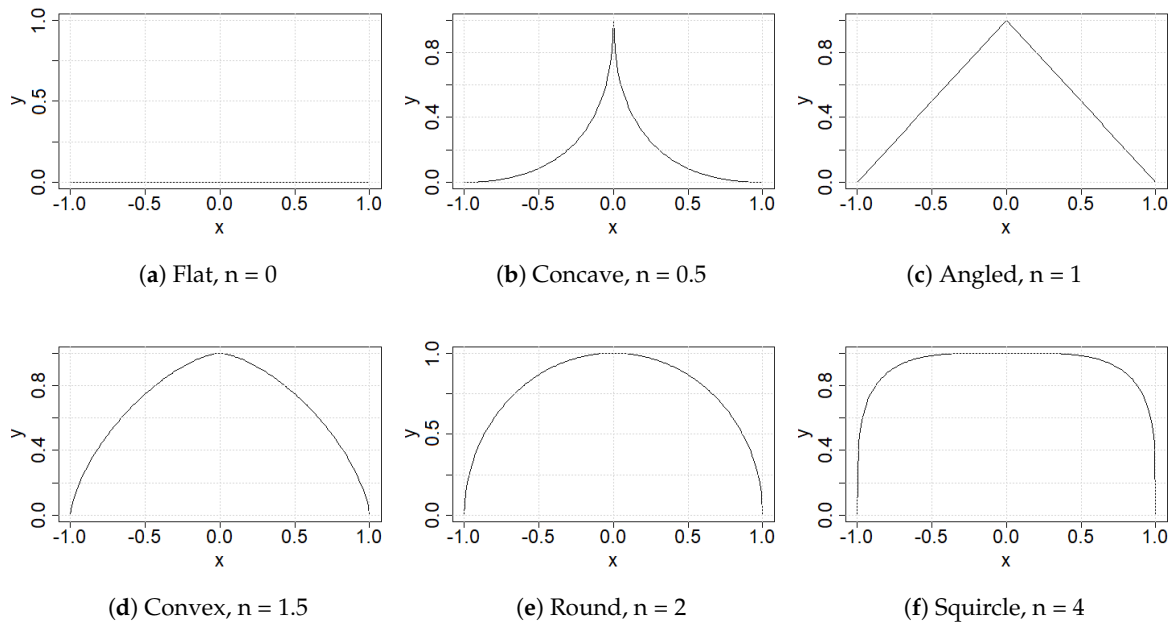 1.0
0.5
0.0
y
-1.0 -0.5 0.0 0.5 1.0
x
(a) Flat, n = 0
0.8
0.4
0.0
y
-1.0 -0.5 0.0 0.5 1.0
x
(b) Concave, n = 0.5
0.8
0.4
0.0
y
-1.0 -0.5 0.0 0.5 1.0
x
(c) Angled, n = 1
0.8
0.4
0.0
y
-1.0 -0.5 0.0 0.5 1.0
x
(d) Convex, n = 1.5
1.0
0.5
0.0
y
-1.0 -0.5 0.0 0.5 1.0
x
(e) Round, n = 2
0.8
0.4
0.0
y
-1.0 -0.5 0.0 0.5 1.0
x
(f) Squircle, n = 4